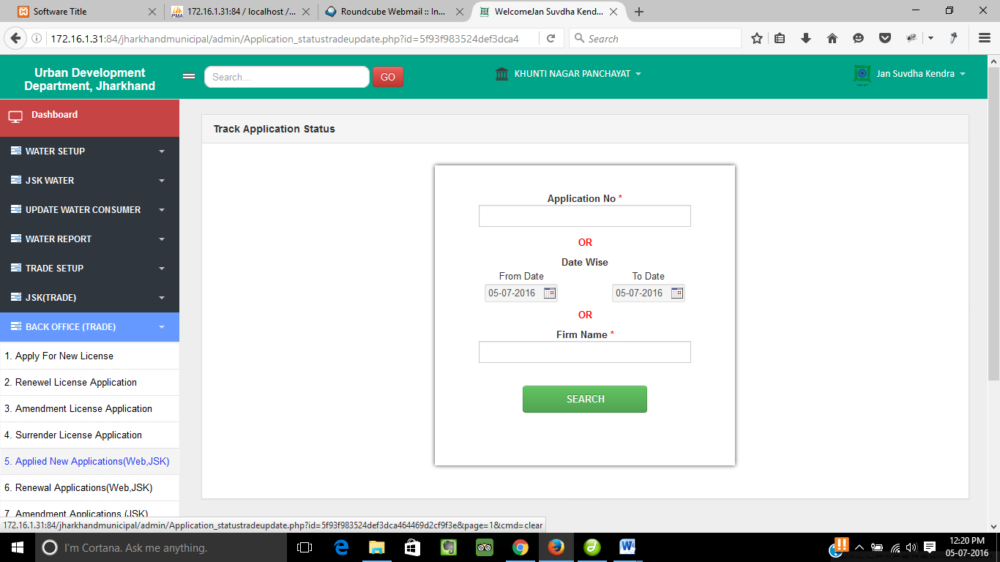 Software Title
172.16.1.31:84 / localhost /...
Roundcube Webmail :: In...
WelcomeJan Suvdha Kend...
172.16.1.31:84/jharkhandmunicipal/admin/Application_statustradeupdate.php?id=5f93f983524def3dca4
Search
Urban Development
Department, Jharkhand
Search...
GO
KHUNTI NAGAR PANCHAYAT
Jan Suvdha Kendra
Dashboard
WATER SETUP
JSK WATER
UPDATE WATER CONSUMER
WATER REPORT
TRADE SETUP
JSK(TRADE)
BACK OFFICE (TRADE)
1. Apply For New License
2. Renewel License Application
3. Amendment License Application
4. Surrender License Application
5. Applied New Applications(Web,JSK)
6. Renewal Applications(Web,JSK)
7. Amendment Applications (JSK)
Track Application Status
Application No *
OR
Date Wise
From Date To Date
05-07-2016 05-07-2016
OR
Firm Name *
SEARCH
172.16.1.31:84/jharkhandmunicipal/admin/Application_statustradeupdate.php?id=5f93f983524def3dca464469d2cf9f3e&page=1&cmd=clear
I'm Cortana. Ask me anything.
12:20 PM
05-07-2016